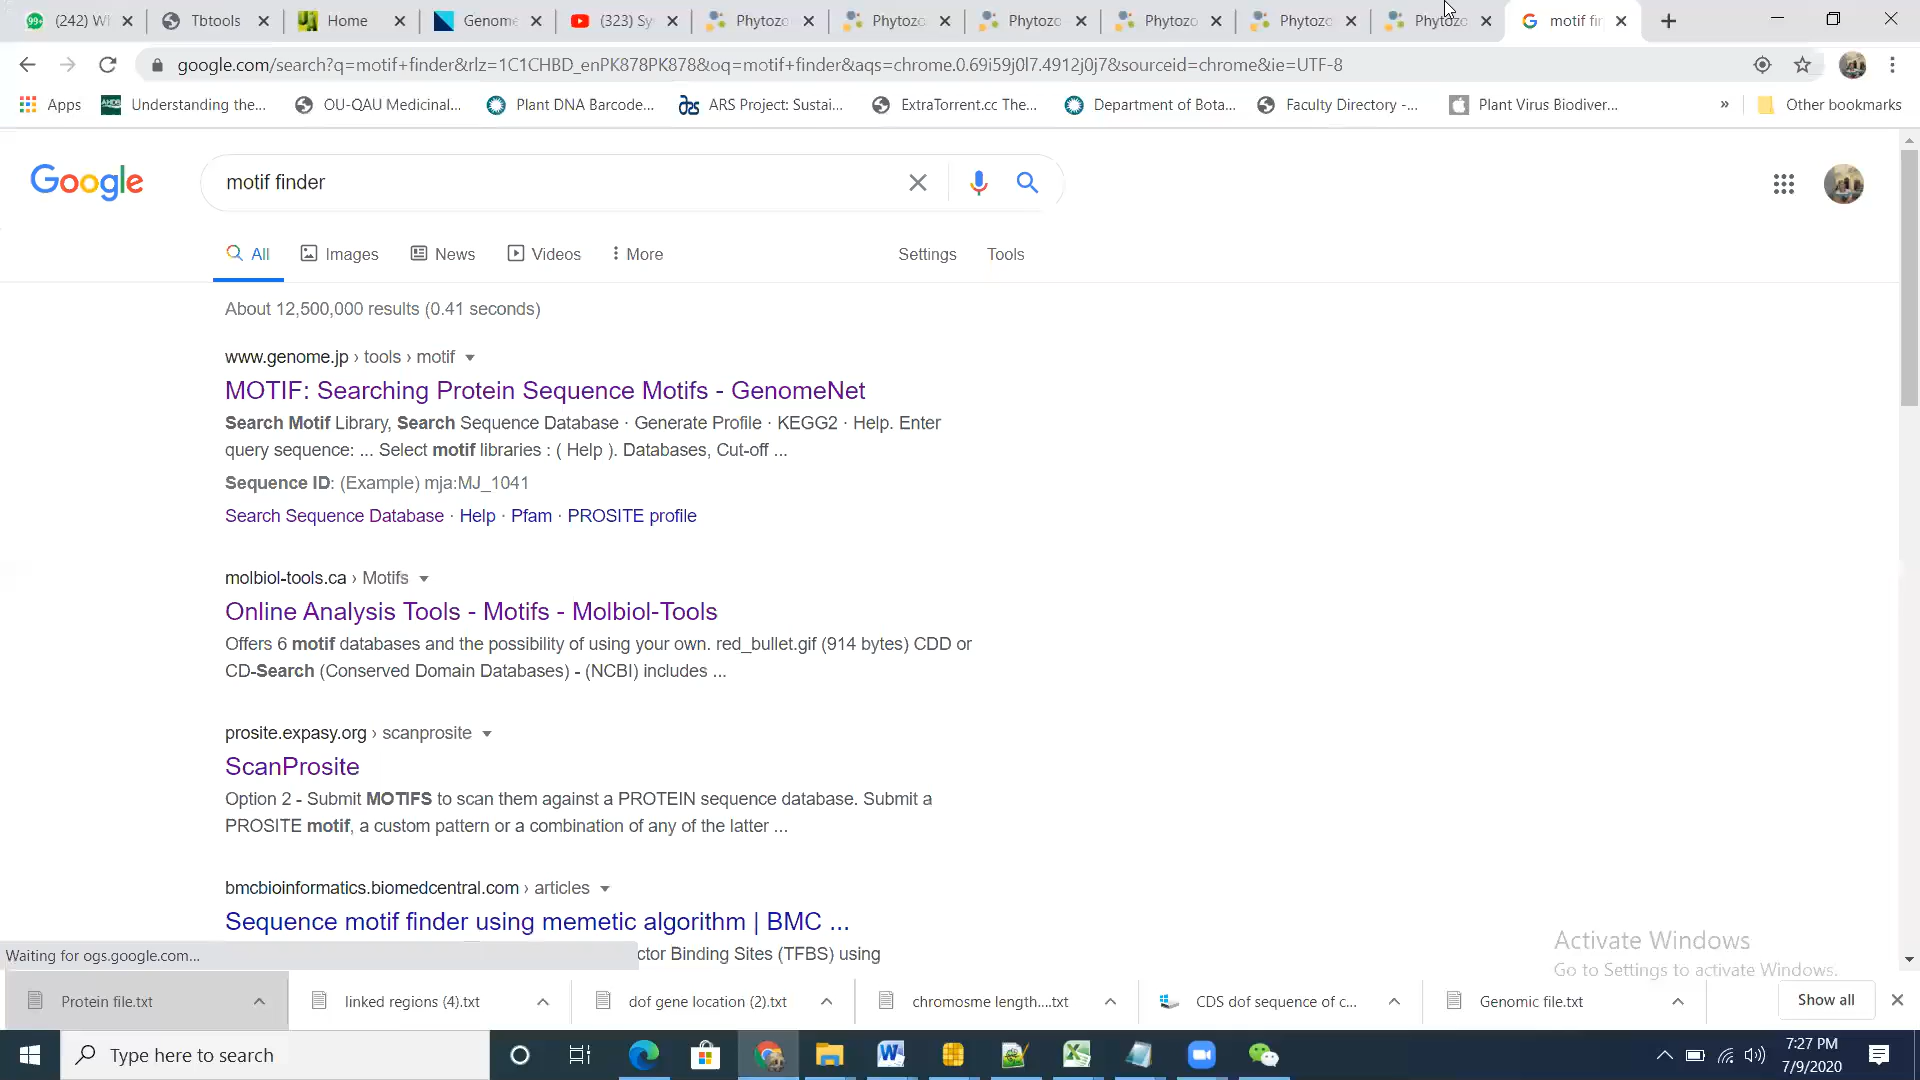 (242) W
Tbtools
Home
Genome
(323) Sy
Phytozo
Phytozo
Phytozo
Phytozo
Phytozo
Phytozo
motif fin
google.com/search?q=motif+finder&rlz=1C1CHBD_enPK878PK878&oq=motif+finder&aqs=chrome.0.69i59j0l7.4912j0j7&sourceid=chrome&ie=UTF-8
Apps
Understanding the...
OU-QAU Medicinal...
Plant DNA Barcode...
ARS Project: Sustai...
ExtraTorrent.cc The...
Department of Bota...
Faculty Directory -...
Plant Virus Biodiver...
»
Other bookmarks
Google
motif finder
All
Images
News
Videos
More
Settings
Tools
About 12,500,000 results (0.41 seconds)
www.genome.jp › tools › motif
MOTIF: Searching Protein Sequence Motifs - GenomeNet
Search Motif Library, Search Sequence Database · Generate Profile · KEGG2 · Help. Enter
query sequence: ... Select motif libraries : ( Help ). Databases, Cut-off ...
Sequence ID: (Example) mja:MJ_1041
Search Sequence Database · Help · Pfam · PROSITE profile
molbiol-tools.ca › Motifs
Online Analysis Tools - Motifs - Molbiol-Tools
Offers 6 motif databases and the possibility of using your own. red_bullet.gif (914 bytes) CDD or
CD-Search (Conserved Domain Databases) - (NCBI) includes ...
prosite.expasy.org › scanprosite
ScanProsite
Option 2 - Submit MOTIFS to scan them against a PROTEIN sequence database. Submit a
PROSITE motif, a custom pattern or a combination of any of the latter ...
bmcbioinformatics.biomedcentral.com › articles
Sequence motif finder using memetic algorithm | BMC ...
ctor Binding Sites (TFBS) using
Waiting for ogs.google.com...
Activate Windows
Go to Settings to activate Windows.
Protein file.txt
linked regions (4).txt
dof gene location (2).txt
chromosme length....txt
CDS dof sequence of c...
Genomic file.txt
Show all
Type here to search
7:27 PM
7/9/2020